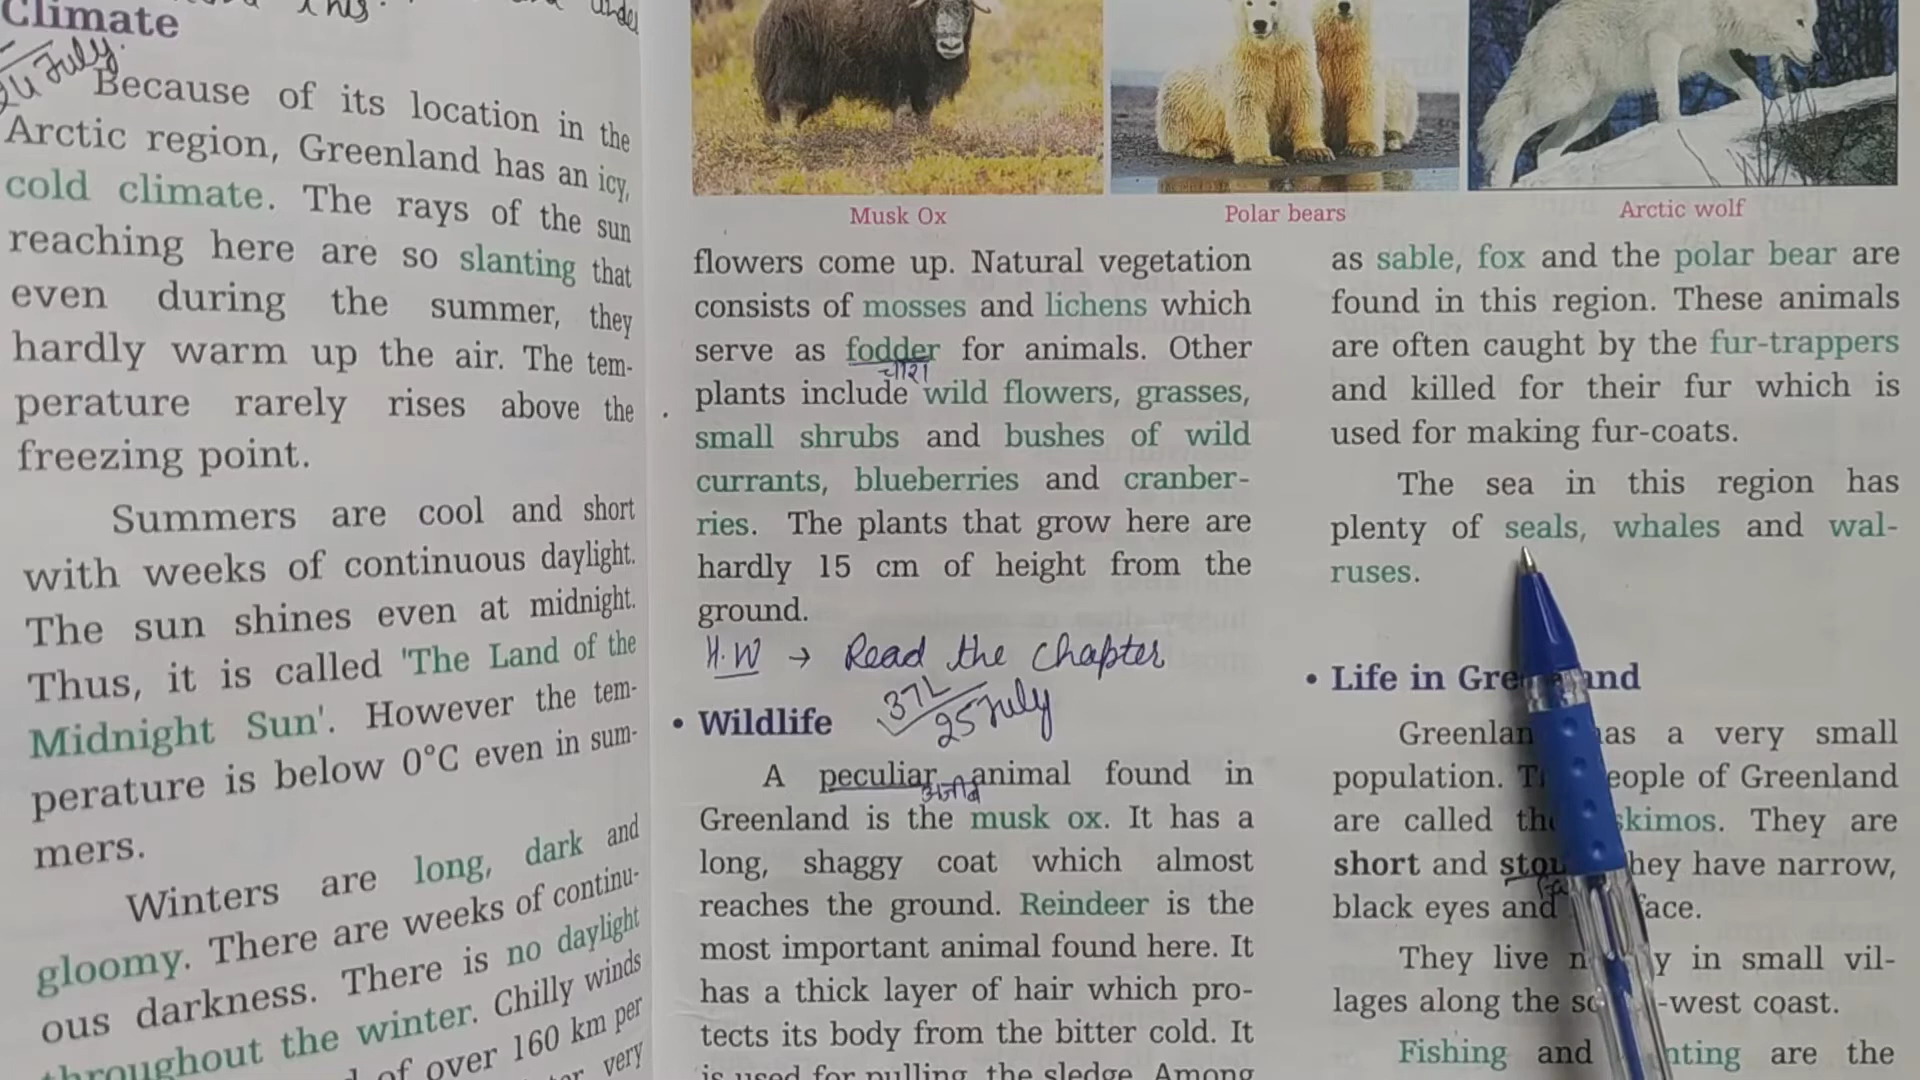 this.
under
Climate
24 July
Because of its location in the
Arctic region, Greenland has an icy,
cold climate. The rays of the sun
reaching here are so slanting that
even during the summer, they
hardly warm up the air. The tem-
perature rarely rises above the
freezing point.
Summers are cool and short
with weeks of continuous daylight.
The sun shines even at midnight.
Thus, it is called 'The Land of the
Midnight Sun'. However the tem-
perature is below 0°C even in sum-
mers.
Winters are long, dark and
gloomy. There are weeks of continu-
ous darkness. There is no daylight
throughout the winter. Chilly winds
of over 160 km per
very
Musk Ox
Polar bears
Arctic wolf
flowers come up. Natural vegetation
consists of mosses and lichens which
serve as fodder for animals. Other
चारा
plants include wild flowers, grasses,
small shrubs and bushes of wild
currants, blueberries and cranber-
ries. The plants that grow here are
hardly 15 cm of height from the
ground.
H.W → Read the chapter
25 July
• Wildlife
A peculiar animal found in
Greenland is the musk ox. It has a
long, shaggy coat which almost
reaches the ground. Reindeer is the
most important animal found here. It
has a thick layer of hair which pro-
tects its body from the bitter cold. It
is used for pulling the sledge. Among
as sable, fox and the polar bear are
found in this region. These animals
are often caught by the fur-trappers
and killed for their fur which is
used for making fur-coats.
The sea in this region has
plenty of seals, whales and wal-
ruses.
• Life in
Greenlan as a very small
population. eople of Greenland
are called skimos. They are
short and hey have narrow,
black eyes and face.
They live in small vil-
lages along the -west coast.
Fishing and nting are the